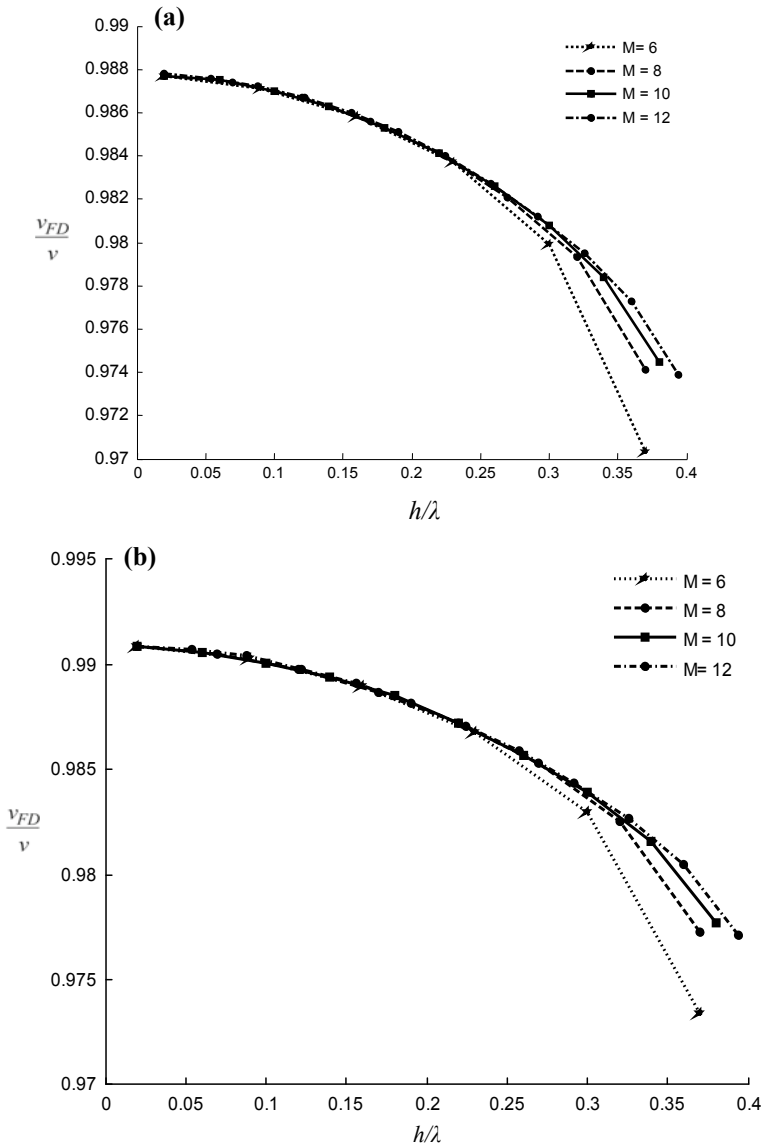 (a)
0.99
0.988
0.986
0.984
0.982
0.98
0.978
0.976
0.974
0.972
0.97
v_FD
v
M= 6
M = 8
M = 10
M = 12
0 0.05 0.1 0.15 0.2 0.25 0.3 0.35 0.4
h/λ
(b)
0.995
0.99
0.985
0.98
0.975
0.97
v_FD
v
M = 6
M = 8
M = 10
M= 12
0 0.05 0.1 0.15 0.2 0.25 0.3 0.35 0.4
h/λ